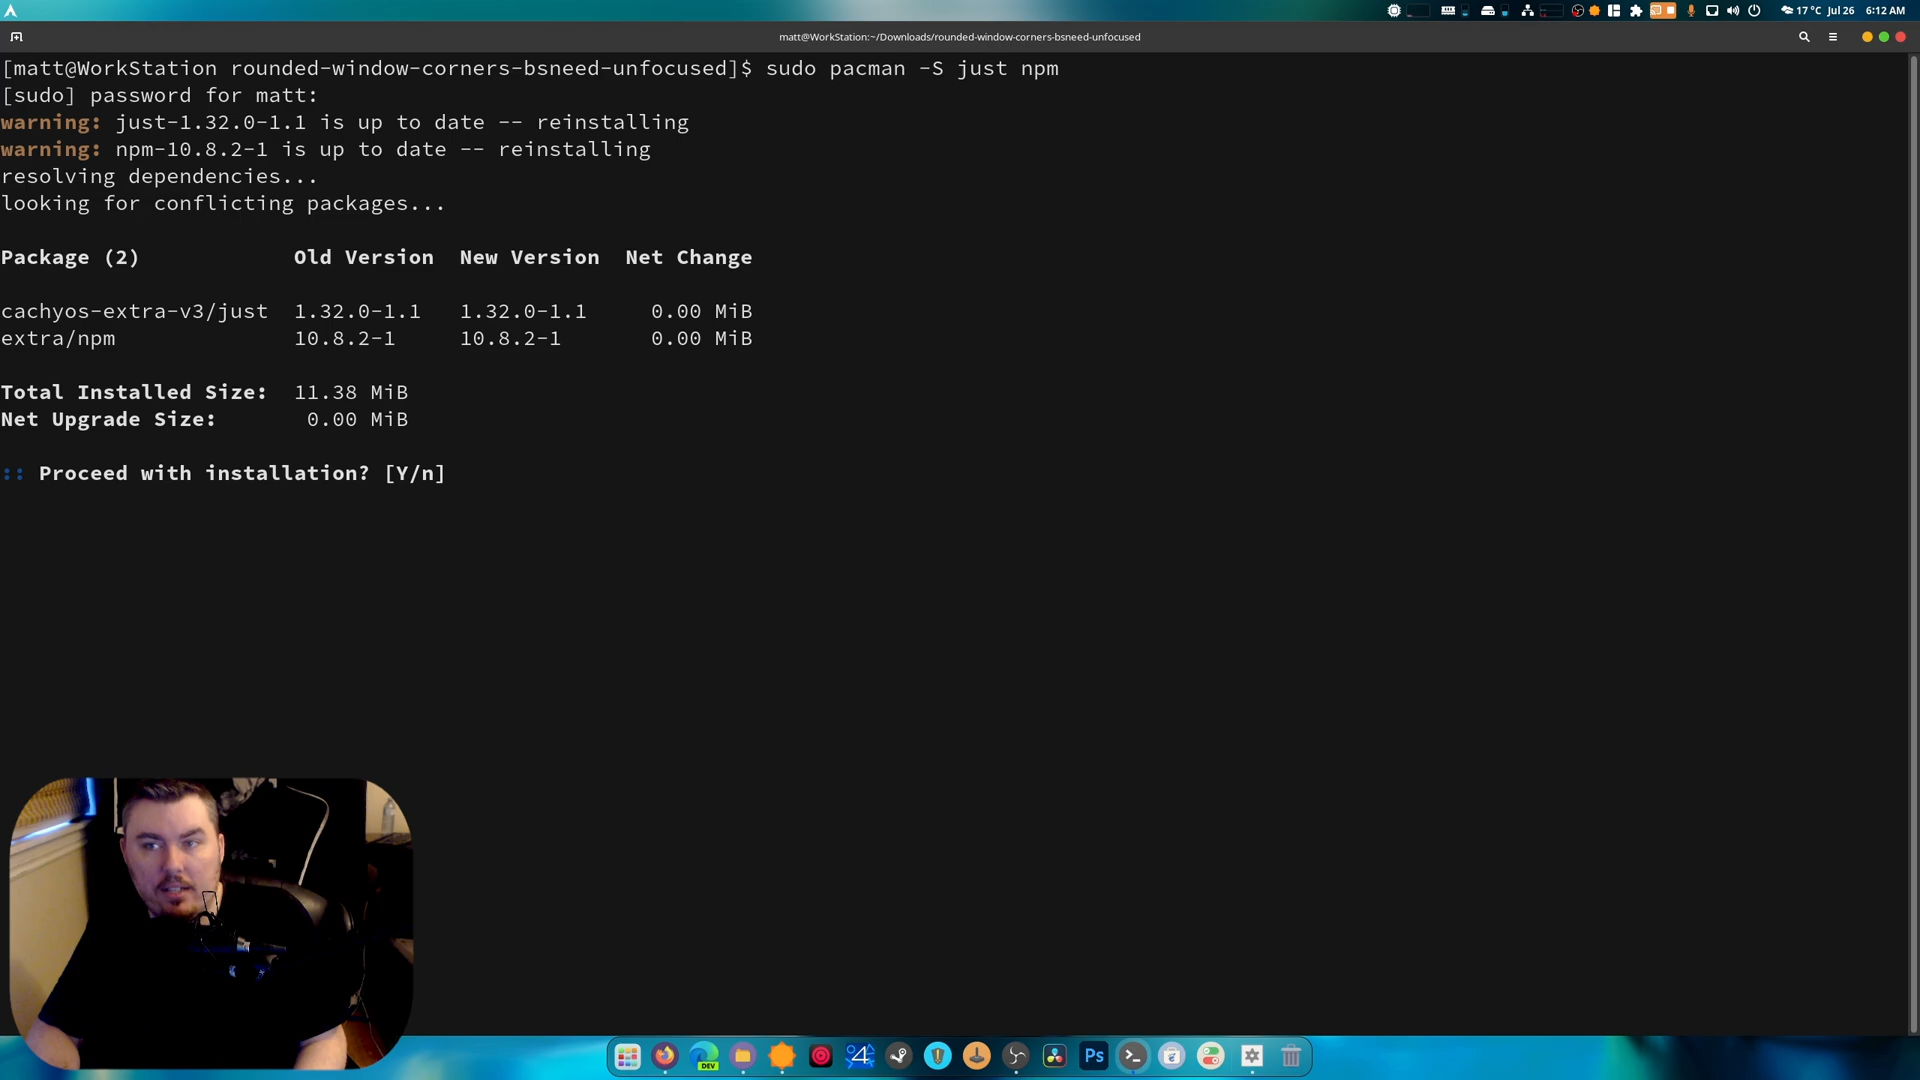 17 °C Jul 26 6:12 AM
matt@WorkStation:~/Downloads/rounded-window-corners-bsneed-unfocused
[matt@WorkStation rounded-window-corners-bsneed-unfocused]$ sudo pacman -S just npm
[sudo] password for matt:
warning: just-1.32.0-1.1 is up to date -- reinstalling
warning: npm-10.8.2-1 is up to date -- reinstalling
resolving dependencies...
looking for conflicting packages...
Package (2) Old Version New Version Net Change
cachyos-extra-v3/just 1.32.0-1.1 1.32.0-1.1 0.00 MiB
extra/npm 10.8.2-1 10.8.2-1 0.00 MiB
Total Installed Size: 11.38 MiB
Net Upgrade Size: 0.00 MiB
:: Proceed with installation? [Y/n]
DEV
Ps